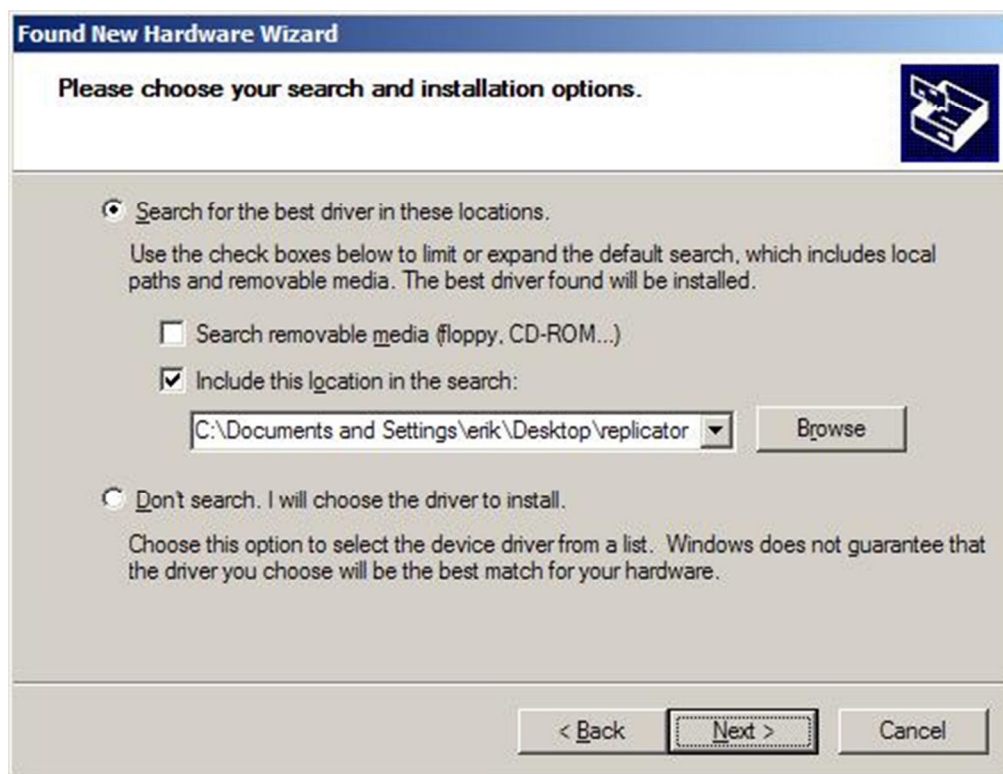 Found New Hardware Wizard
Please choose your search and installation options.
Search for the best driver in these locations.
Use the check boxes below to limit or expand the default search, which includes local
paths and removable media. The best driver found will be installed.
Search removable media (floppy, CD-ROM...)
Include this location in the search:
C:\Documents and Settings\erik\Desktop\replicator
Browse
Don't search. I will choose the driver to install.
Choose this option to select the device driver from a list. Windows does not guarantee that
the driver you choose will be the best match for your hardware.
< Back Next > Cancel